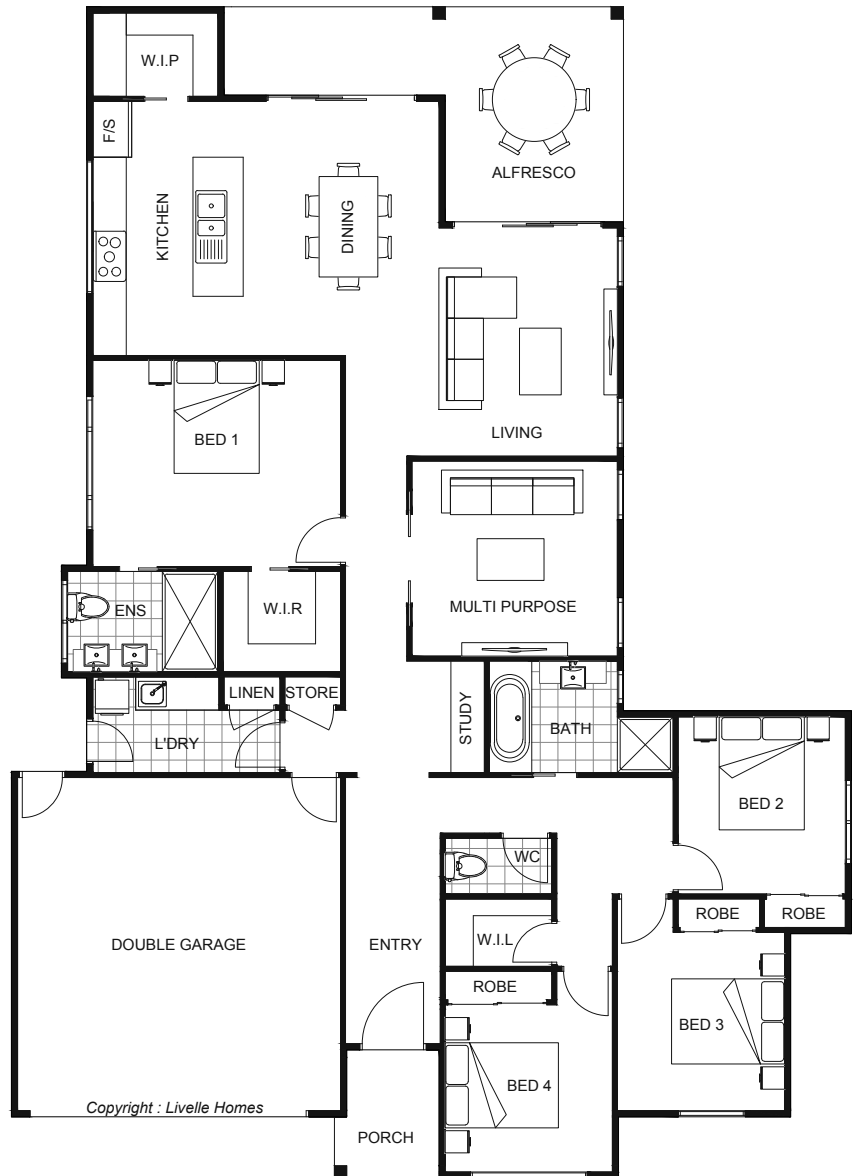 W.I.P
F/S
ALFRESCO
KITCHEN
DINING
LIVING
BED 1
ENS
W.I.R
MULTI PURPOSE
LINEN
STORE
STUDY
BATH
L'DRY
BED 2
WC
ROBE
ROBE
DOUBLE GARAGE
ENTRY
W.I.L
ROBE
BED 3
BED 4
Copyright : Livelle Homes
PORCH